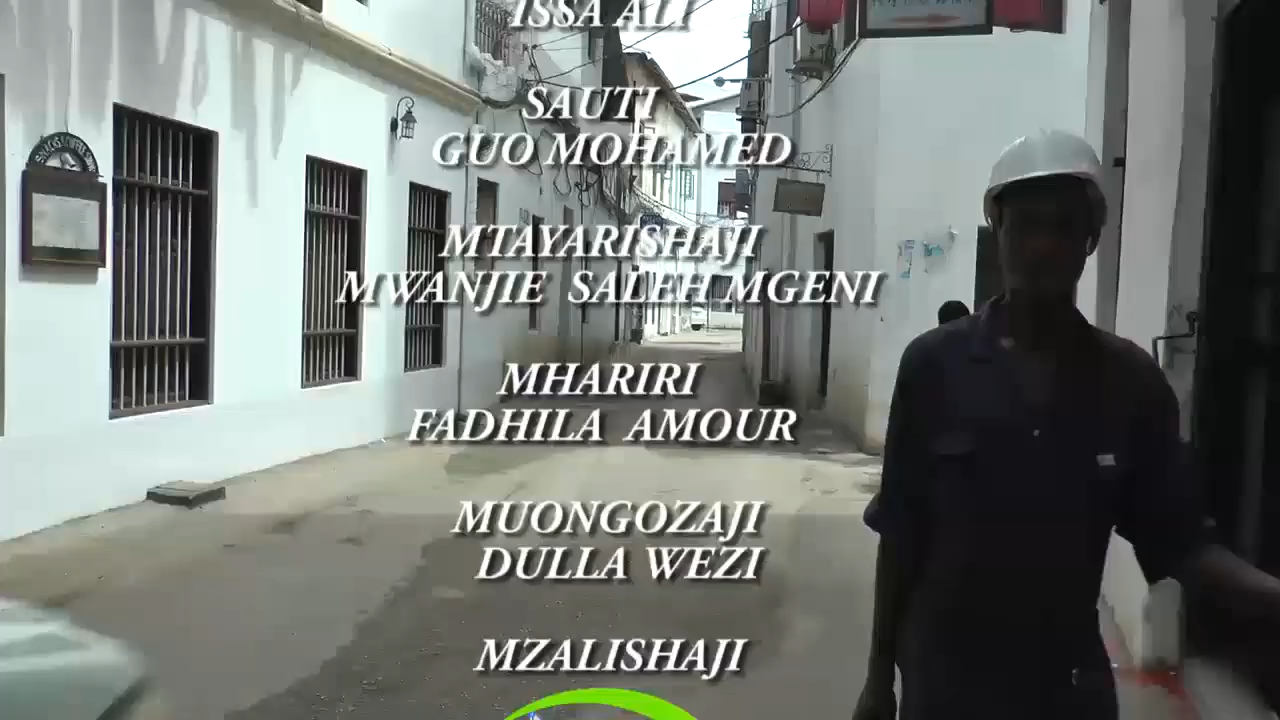 ISSA ALI
SAUTI
GUO MOHAMED
MTAYARISHAJI
MWANJIE SALEH MGENI
MHARIRI
FADHILA AMOUR
MUONGOZAJI
DULLA WEZI
MZALISHAJI